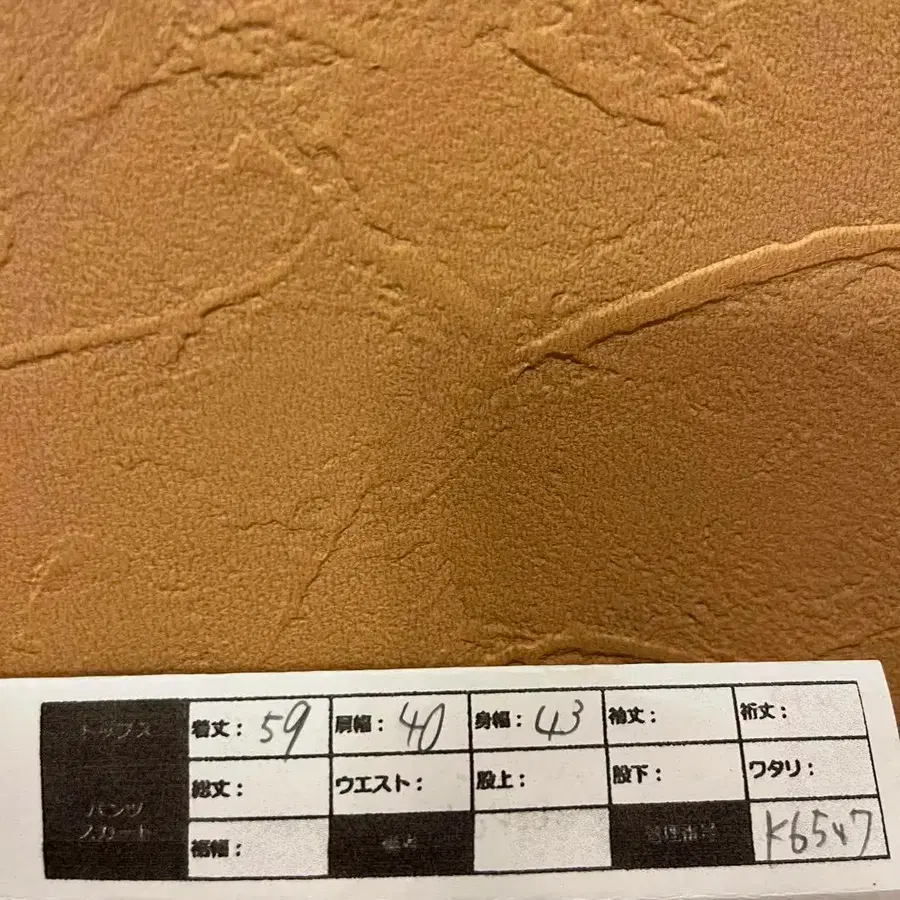 トップス 着丈: 59 肩幅: 40 身幅: 43 袖丈: 裄丈:
パンツ 総丈: ウエスト: 股上: 股下: ワタリ:
スカート 裾幅: 管理番号 K6547